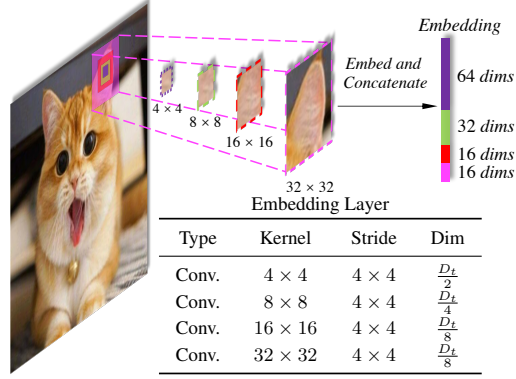 Embedding
Embed and
Concatenate
64 dims
4 × 4
8 × 8
32 dims
16 × 16
16 dims
16 dims
32 × 32
Embedding Layer
Type Kernel Stride Dim
Conv. 4 × 4 4 × 4 D_t/2
Conv. 8 × 8 4 × 4 D_t/4
Conv. 16 × 16 4 × 4 D_t/8
Conv. 32 × 32 4 × 4 D_t/8